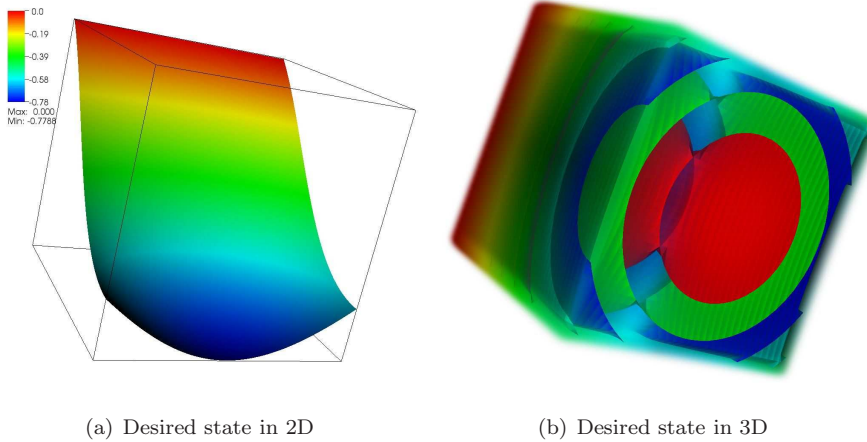 0.0
-0.19
-0.39
-0.58
-0.78
Max: 0.000
Min: -0.7788
(a) Desired state in 2D
(b) Desired state in 3D